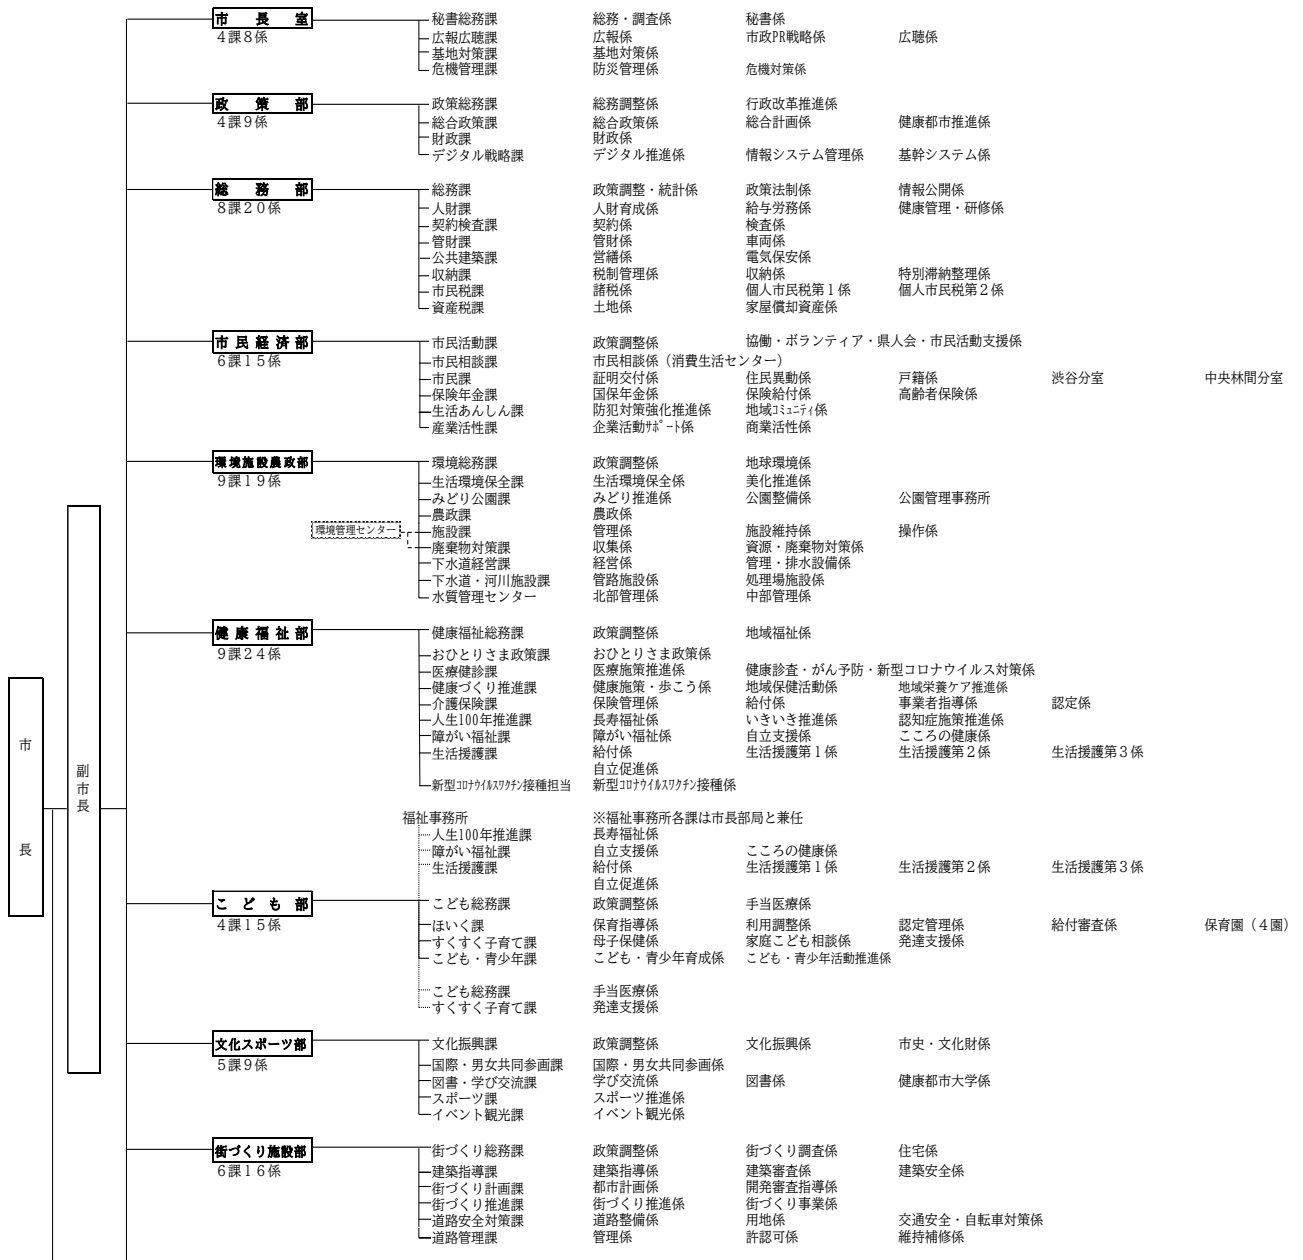 市長室 秘書総務課 総務・調査係 秘書係
4課8係 広報広聴課 広報係 市政PR戦略係 広聴係
基地対策課 基地対策係
危機管理課 防災管理係 危機対策係
政策部 政策総務課 総務調整係 行政改革推進係
4課9係 総合政策課 総合政策係 総合計画係 健康都市推進係
財政課 財政係
デジタル戦略課 デジタル推進係 情報システム管理係 基幹システム係
総務部 総務課 政策調整・統計係 政策法制係 情報公開係
8課20係 人財課 人財育成係 給与労務係 健康管理・研修係
契約検査課 契約係 検査係
管財課 管財係 車両係
公共建築課 営繕係 電気保安係
収納課 税制管理係 収納係 特別滞納整理係
市民税課 諸税係 個人市民税第1係 個人市民税第2係
資産税課 土地係 家屋償却資産係
市民経済部 市民活動課 政策調整係 協働・ボランティア・県人会・市民活動支援係
6課15係 市民相談課 市民相談係(消費生活センター)
市民課 証明交付係 住民異動係 戸籍係 渋谷分室 中央林間分室
保険年金課 国保年金係 保険給付係 高齢者保険係
生活あんしん課 防犯対策強化推進係 地域コミュニティ係
産業活性課 企業活動サポート係 商業活性係
環境施設農政部 環境総務課 政策調整係 地球環境係
9課19係 生活環境保全課 生活環境保全係 美化推進係
みどり公園課 みどり推進係 公園整備係 公園管理事務所
農政課 農政係
環境管理センター 施設課 管理係 施設維持係 操作係
廃棄物対策課 収集係 資源・廃棄物対策係
下水道経営課 経営係 管理・排水設備係
下水道・河川施設課 管路施設係 処理場施設係
水質管理センター 北部管理係 中部管理係
健康福祉部 健康福祉総務課 政策調整係 地域福祉係
9課24係 おひとりさま政策課 おひとりさま政策係
医療健診課 医療施策推進係 健康診査・がん予防・新型コロナウイルス対策係
健康づくり推進課 健康施策・歩こう係 地域保健活動係 地域栄養ケア推進係
介護保険課 保険管理係 給付係 事業者指導係 認定係
人生100年推進課 長寿福祉係 いきいき推進係 認知症施策推進係
障がい福祉課 障がい福祉係 自立支援係 こころの健康係
生活援護課 給付係 生活援護第1係 生活援護第2係 生活援護第3係
自立促進係
新型コロナウイルスワクチン接種担当 新型コロナウイルスワクチン接種係
市長
副市長
福祉事務所 ※福祉事務所各課は市長部局と兼任
人生100年推進課 長寿福祉係
障がい福祉課 自立支援係 こころの健康係
生活援護課 給付係 生活援護第1係 生活援護第2係 生活援護第3係
自立促進係
こども部 こども総務課 政策調整係 手当医療係
4課15係 ほいく課 保育指導係 利用調整係 認定管理係 給付審査係 保育園(4園)
すくすく子育て課 母子保健係 家庭こども相談係 発達支援係
こども・青少年課 こども・青少年育成係 こども・青少年活動推進係
こども総務課 手当医療係
すくすく子育て課 発達支援係
文化スポーツ部 文化振興課 政策調整係 文化振興係 市史・文化財係
5課9係 国際・男女共同参画課 国際・男女共同参画係
図書・学び交流課 学び交流係 図書係 健康都市大学係
スポーツ課 スポーツ推進係
イベント観光課 イベント観光係
街づくり施設部 街づくり総務課 政策調整係 街づくり調査係 住宅係
6課16係 建築指導課 建築指導係 建築審査係 建築安全係
街づくり計画課 都市計画係 開発審査指導係
街づくり推進課 街づくり推進係 街づくり事業係
道路安全対策課 道路整備係 用地係 交通安全・自転車対策係
道路管理課 管理係 許認可係 維持補修係